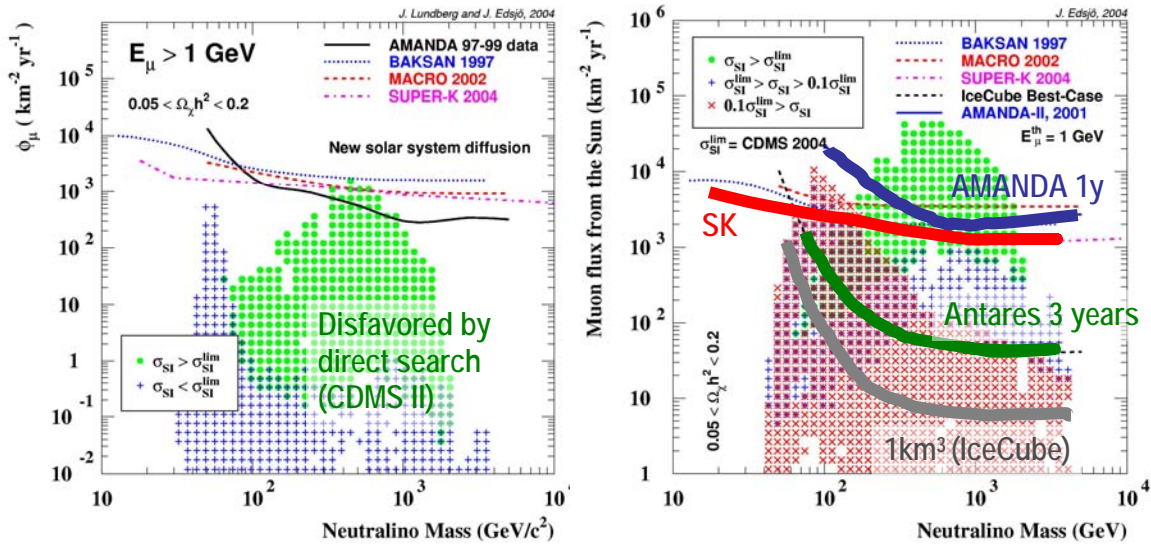 J. Lundberg and J. Edsjö, 2004
E_μ > 1 GeV
AMANDA 97-99 data
BAKSAN 1997
MACRO 2002
SUPER-K 2004
0.05 < Ω_χ h² < 0.2
New solar system diffusion
ϕ_μ ( km⁻² yr⁻¹ )
10⁵
10⁴
10³
10²
10
1
10⁻¹
10⁻²
Disfavored by
direct search
(CDMS II)
σ_SI > σ_SI^lim
σ_SI < σ_SI^lim
10
10²
10³
10⁴
Neutralino Mass (GeV/c²)
J. Edsjö, 2004
Muon flux from the Sun (km⁻² yr⁻¹)
10⁶
10⁵
10⁴
10³
10²
10
1
σ_SI > σ_SI^lim
σ_SI^lim > σ_SI > 0.1σ_SI^lim
0.1σ_SI^lim > σ_SI
σ_SI^lim = CDMS 2004
BAKSAN 1997
MACRO 2002
SUPER-K 2004
IceCube Best-Case
AMANDA-II, 2001
E_μ^th = 1 GeV
AMANDA 1y
SK
Antares 3 years
1km³ (IceCube)
0.05 < Ω_χ h² < 0.2
10
10²
10³
10⁴
Neutralino Mass (GeV)